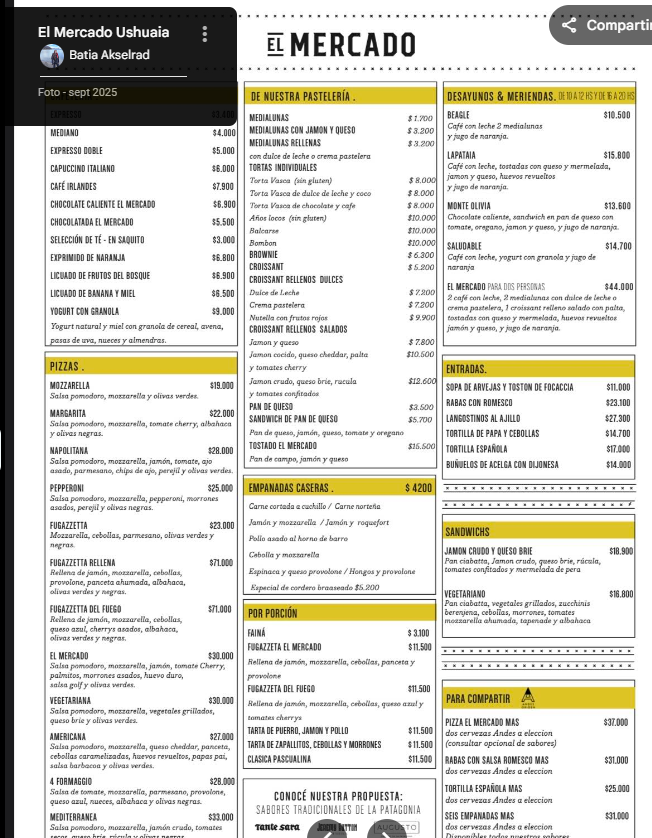 El Mercado Ushuaia
Batia Akselrad
Foto - sept 2025
Compartir
EL MERCADO
EXPRESSO
MEDIANO $4.000
EXPRESSO DOBLE $5.000
CAPUCCINO ITALIANO $6.000
CAFÉ IRLANDES $7.900
CHOCOLATE CALIENTE EL MERCADO $6.900
CHOCOLATADA EL MERCADO $5.500
SELECCIÓN DE TÉ - EN SAQUITO $3.000
EXPRIMIDO DE NARANJA $6.800
LICUADO DE FRUTOS DEL BOSQUE $6.900
LICUADO DE BANANA Y MIEL $6.500
YOGURT CON GRANOLA $9.000
Yogurt natural y miel con granola de cereal, avena,
pasas de uva, nueces y almendras.
PIZZAS .
MOZZARELLA $19.000
Salsa pomodoro, mozzarella y olivas verdes.
MARGARITA $22.000
Salsa pomodoro, mozzarella, tomate cherry, albahaca
y olivas negras.
NAPOLITANA $28.000
Salsa pomodoro, mozzarella, jamón, tomate, ajo
asado, parmesano, chips de ajo, perejil y olivas verdes.
PEPPERONI $25.000
Salsa pomodoro, mozzarella, pepperoni, morrones
asados, perejil y olivas negras.
FUGAZZETTA $23.000
Mozzarella, cebollas, parmesano, olivas verdes y
negras.
FUGAZZETTA RELLENA $71.000
Rellena de jamón, mozzarella, cebollas,
provolone, panceta ahumada, albahaca,
olivas verdes y negras.
FUGAZZETTA DEL FUEGO $71.000
Rellena de jamón, mozzarella, cebollas,
queso azul, cherrys asados, albahaca,
olivas verdes y negras.
EL MERCADO $30.000
Salsa pomodoro, mozzarella, jamón, tomate Cherry,
palmitos, morrones asados, huevo duro,
salsa golf y olivas verdes.
VEGETARIANA $30.000
Salsa pomodoro, mozzarella, vegetales grillados,
queso brie y olivas verdes.
AMERICANA $27.000
Salsa pomodoro, mozzarella, queso cheddar, panceta,
cebollas caramelizadas, huevos revueltos, papas pai,
salsa barbacoa y olivas verdes.
4 FORMAGGIO $28.000
Salsa de tomate, mozzarella, parmesano, provolone,
queso azul, nueces, albahaca y olivas negras.
MEDITERRANEA $33.000
Salsa pomodoro, mozzarella, jamón crudo, tomates
secos, queso brie, rúcula y olivas negras.
DE NUESTRA PASTELERÍA .
MEDIALUNAS $ 1.700
MEDIALUNAS CON JAMON Y QUESO $ 3.200
MEDIALUNAS RELLENAS $ 3.200
con dulce de leche o crema pastelera
TORTAS INDIVIDUALES
Torta Vasca (sin gluten) $ 8.000
Torta Vasca de dulce de leche y coco $ 8.000
Torta Vasca de chocolate y cafe $ 8.000
Años locos (sin gluten) $10.000
Balcarse $10.000
Bombon $10.000
BROWNIE $ 6.300
CROISSANT $ 5.200
CROISSANT RELLENOS DULCES
Dulce de Leche $ 7.200
Crema pastelera $ 7.200
Nutella con frutos rojos $ 9.900
CROISSANT RELLENOS SALADOS
Jamon y queso $ 7.800
Jamon cocido, queso cheddar, palta $10.500
y tomates cherry
Jamon crudo, queso brie, rucula $12.600
y tomates confitados
PAN DE QUESO $3.500
SANDWICH DE PAN DE QUESO $5.700
Pan de queso, jamón, queso, tomate y oregano
TOSTADO EL MERCADO $15.500
Pan de campo, jamón y queso
EMPANADAS CASERAS . $ 4200
Carne cortada a cuchillo / Carne norteña
Jamón y mozzarella / Jamón y roquefort
Pollo asado al horno de barro
Cebolla y mozzarella
Espinaca y queso provolone / Hongos y provolone
Especial de cordero braaseado $5.200
POR PORCIÓN
FAINÁ $ 3.100
FUGAZZETA EL MERCADO $11.500
Rellena de jamón, mozzarella, cebollas, panceta y
provolone
FUGAZZETA DEL FUEGO $11.500
Rellena de jamón, mozzarella, cebollas, queso azul y
tomates cherrys
TARTA DE PUERRO, JAMON Y POLLO $11.500
TARTA DE ZAPALLITOS, CEBOLLAS Y MORRONES $ 11.500
CLASICA PASCUALINA $11.500
CONOCÉ NUESTRA PROPUESTA:
SABORES TRADICIONALES DE LA PATAGONIA
Tante Sara
AUGUSTO
DESAYUNOS & MERIENDAS. DE 10 A 12 HS Y DE 16 A 20 HS
BEAGLE $10.500
Café con leche 2 medialunas
y jugo de naranja.
LAPATAIA $15.800
Café con leche, tostadas con queso y mermelada,
jamon y queso, huevos revueltos
y jugo de naranja.
MONTE OLIVIA $13.600
Chocolate caliente, sandwich en pan de queso con
tomate, oregano, jamon y queso, y jugo de naranja.
SALUDABLE $14.700
Café con leche, yogurt con granola y jugo de
naranja
EL MERCADO PARA DOS PERSONAS $44.000
2 café con leche, 2 medialunas con dulce de leche o
crema pastelera, 1 croissant relleno salado con palta,
tostadas con queso y mermelada, huevos revueltos
jamón y queso, y jugo de naranja.
ENTRADAS.
SOPA DE ARVEJAS Y TOSTON DE FOCACCIA $11.000
RABAS CON ROMESCO $23.100
LANGOSTINOS AL AJILLO $27.300
TORTILLA DE PAPA Y CEBOLLAS $14.700
TORTILLA ESPAÑOLA $17.000
BUÑUELOS DE ACELGA CON DIJONESA $14.000
SANDWICHS
JAMON CRUDO Y QUESO BRIE $18.900
Pan ciabatta, Jamon crudo, queso brie, rúcula,
tomates confitados y mermelada de pera
VEGETARIANO $16.800
Pan ciabatta, vegetales grillados, zucchinis
berenjena, cebollas, morrones, tomates
mozzarella ahumada, tapenade y albahaca
PARA COMPARTIR
PIZZA EL MERCADO MAS $37.000
dos cervezas Andes a eleccion
(consultar opcional de sabores)
RABAS CON SALSA ROMESCO MAS $31.000
dos cervezas Andes a eleccion
TORTILLA ESPAÑOLA MAS $25.000
dos cervezas Andes a eleccion
SEIS EMPANADAS MAS $31.000
dos cervezas Andes a eleccion